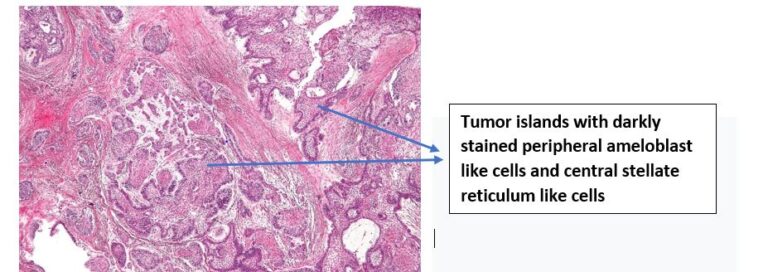 Tumor islands with darkly
stained peripheral ameloblast
like cells and central stellate
reticulum like cells